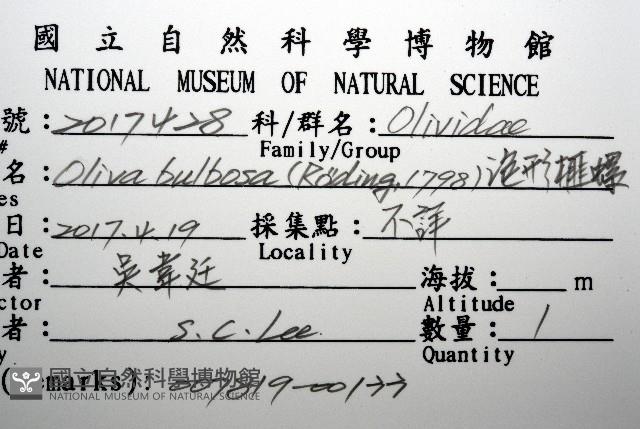 國立自然科學博物館
NATIONAL MUSEUM OF NATURAL SCIENCE
號：2017428 科/群名：Olividae
# Family/Group
名：Oliva bulbosa (Röding, 1798) 泡形榧螺
es
日：2017.4.19 採集點：不詳
Date Locality
者：吳韋廷 海拔： m
ctor Altitude
者：S.C. Lee 數量：1
y Quantity
(Remarks):
國立自然科學博物館
NATIONAL MUSEUM OF NATURAL SCIENCE